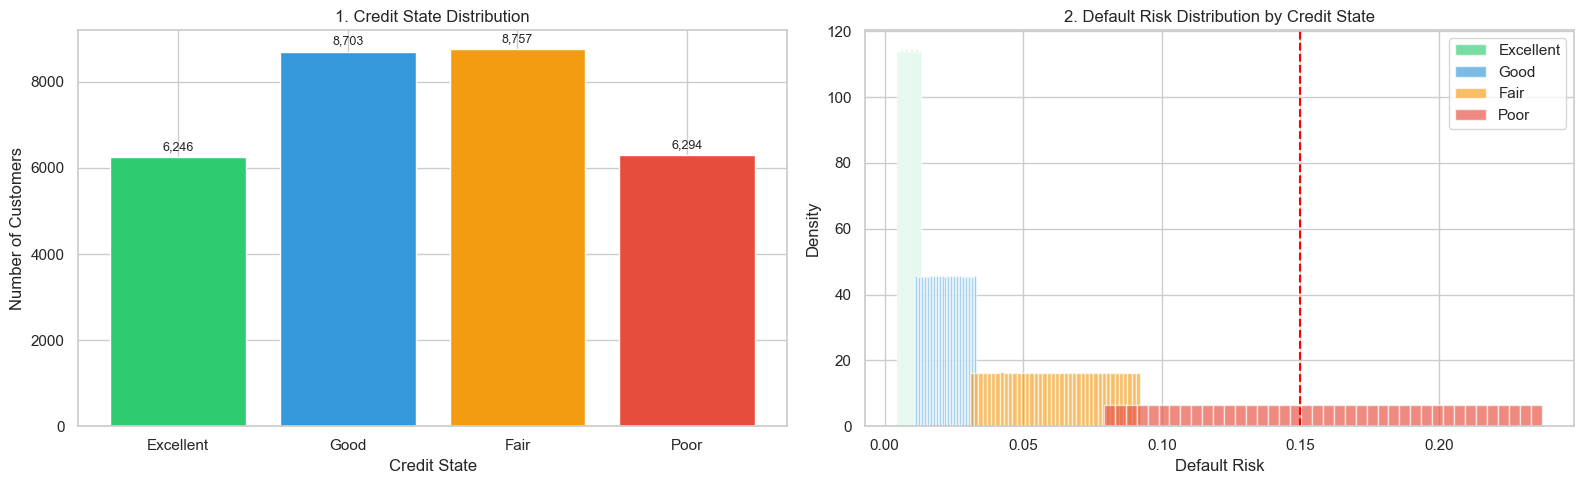 1. Credit State Distribution
Number of Customers
8000
6000
4000
2000
0
6,246
8,703
8,757
6,294
Excellent
Good
Fair
Poor
Credit State
2. Default Risk Distribution by Credit State
Density
120
100
80
60
40
20
0
0.00
0.05
0.10
0.15
0.20
Default Risk
Excellent
Good
Fair
Poor